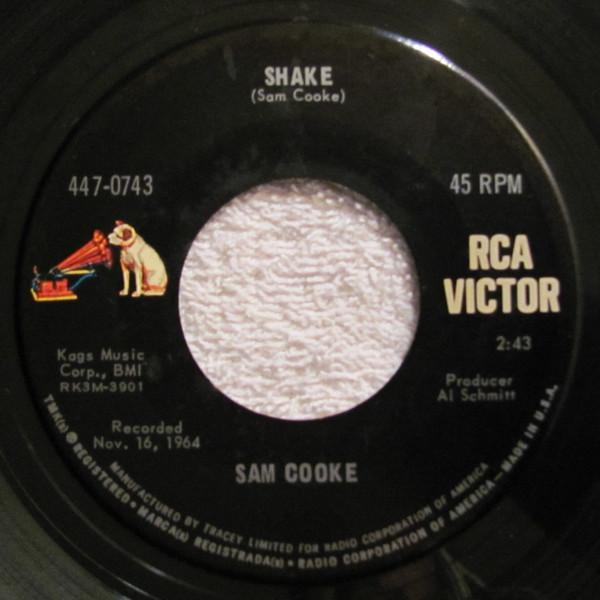 SHAKE
(Sam Cooke)
447-0743
45 RPM
RCA
VICTOR
2:43
Kags Music
Corp., BMI
RK3M-3901
Producer
Al Schmitt
Recorded
Nov. 16, 1964
SAM COOKE
MANUFACTURED BY TRACEY LIMITED FOR RADIO CORPORATION OF AMERICA
TMK(s) ® REGISTERED • MARCA(s) REGISTRADA(s) • RADIO CORPORATION OF AMERICA—MADE IN U.S.A.